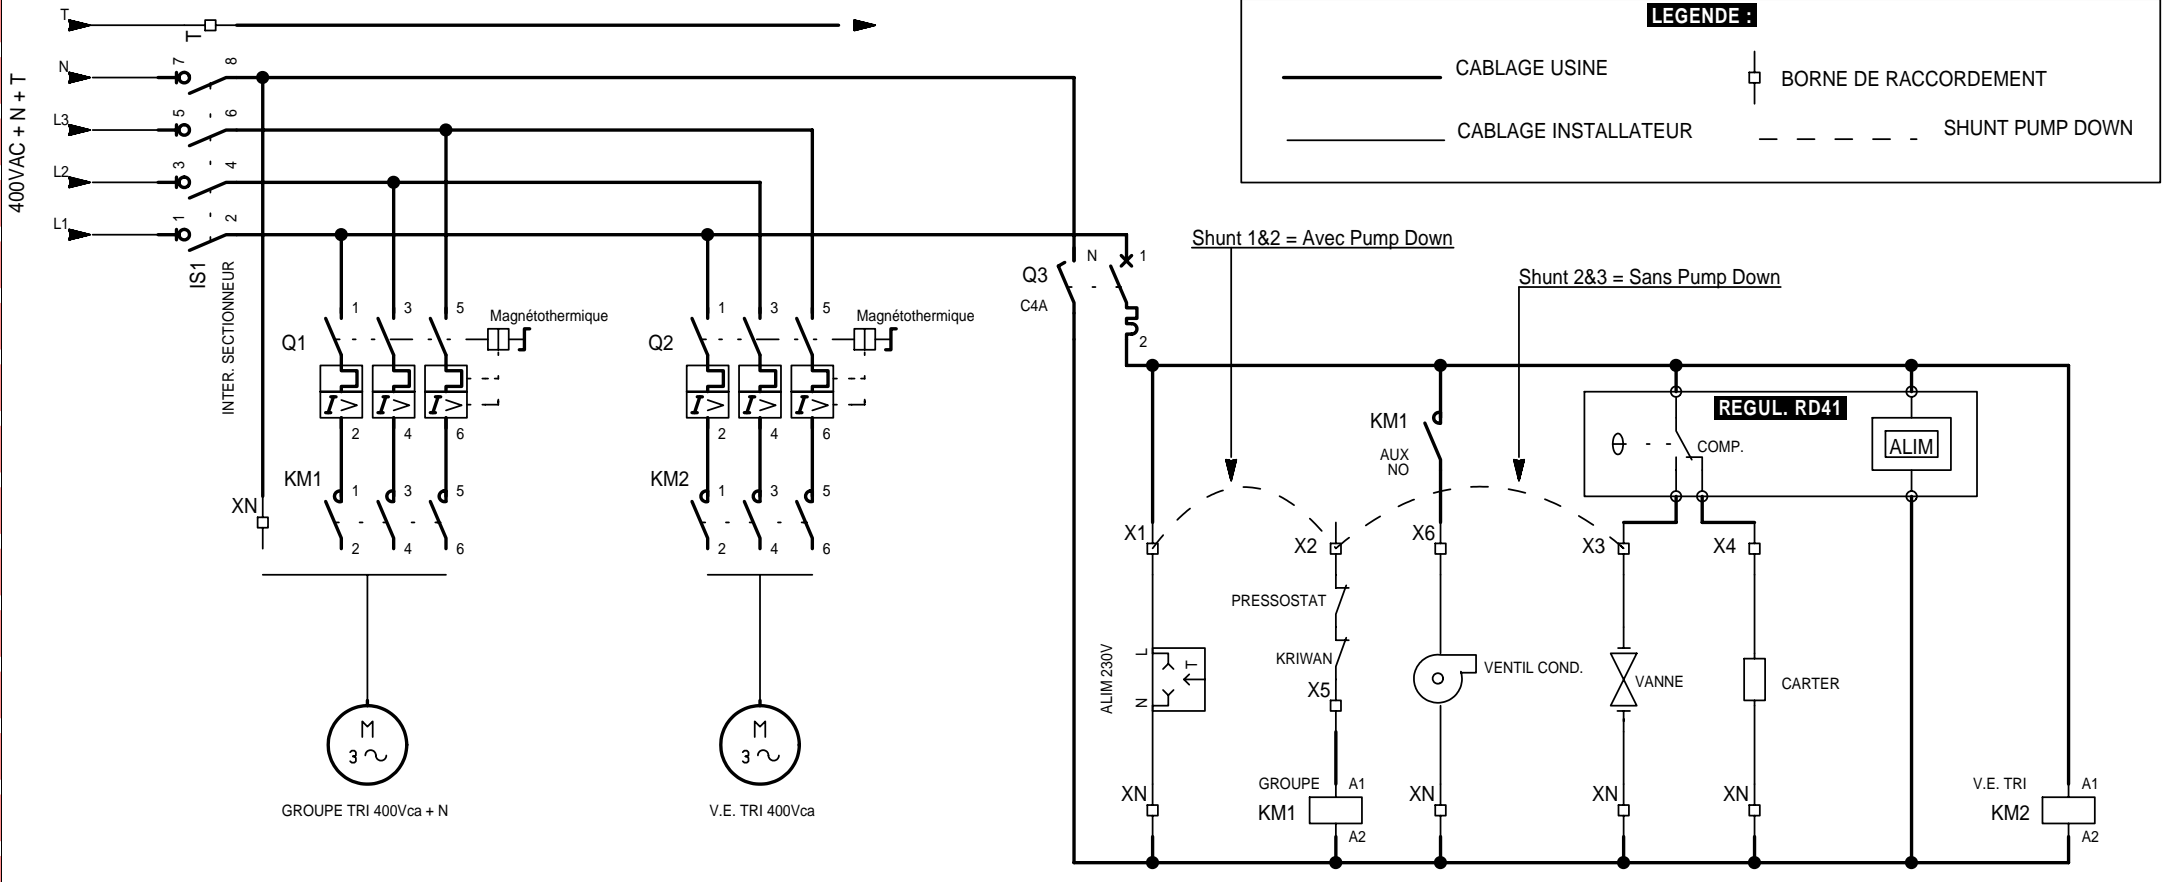 LEGENDE :
CABLAGE USINE
BORNE DE RACCORDEMENT
CABLAGE INSTALLATEUR
SHUNT PUMP DOWN
400VAC + N + T
T
T
N
7
8
L3
5
6
L2
3
4
L1
1
2
IS1
INTER. SECTIONNEUR
Shunt 1&2 = Avec Pump Down
Shunt 2&3 = Sans Pump Down
Q3
C4A
N
1
2
Q1
1
3
5
Magnétothermique
I >
I >
I >
2
4
6
Q2
1
3
5
Magnétothermique
I >
I >
I >
2
4
6
KM1
1
3
5
2
4
6
KM2
1
3
5
2
4
6
XN
M
3
GROUPE TRI 400Vca + N
M
3
V.E. TRI 400Vca
KM1
AUX
NO
REGUL. RD41
θ
COMP.
ALIM
X1
X2
X6
X3
X4
PRESSOSTAT
KRIWAN
X5
ALIM 230V
L
N
T
VENTIL COND.
VANNE
CARTER
XN
GROUPE
KM1
A1
A2
XN
XN
XN
V.E. TRI
KM2
A1
A2